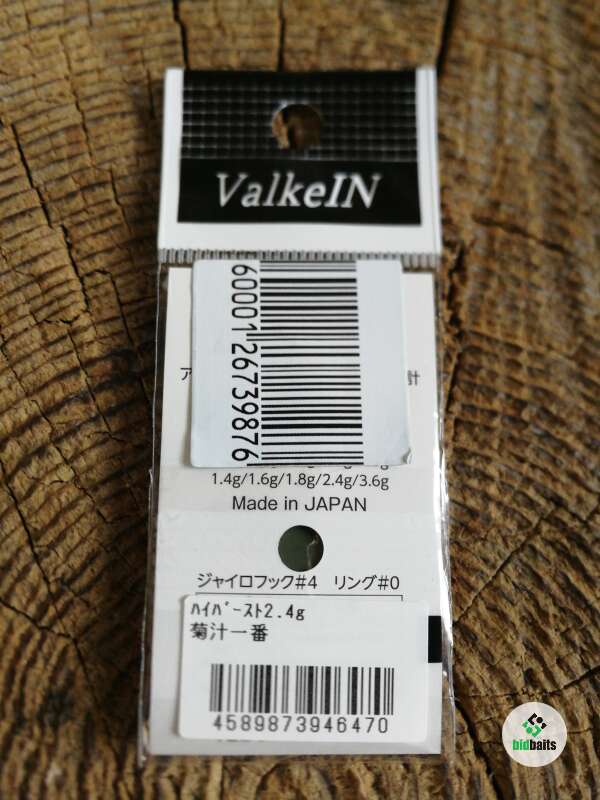 ValkeIN
6000126739876
ア
計
1.4g/1.6g/1.8g/2.4g/3.6g
Made in JAPAN
ジャイロフック#4 リング#0
ﾊｲﾊﾞｰｽﾄ2.4g
菊汁一番
4589873946470
bidbaits